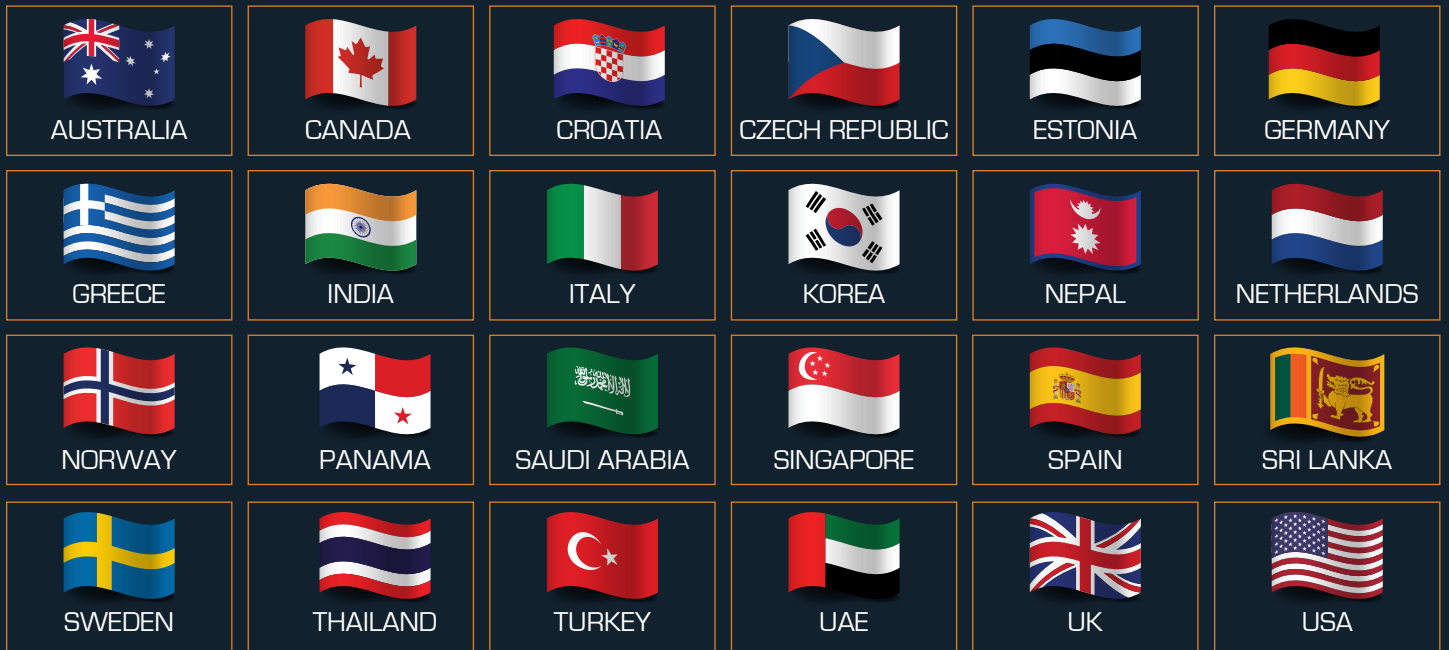 AUSTRALIA
CANADA
CROATIA
CZECH REPUBLIC
ESTONIA
GERMANY
GREECE
INDIA
ITALY
KOREA
NEPAL
NETHERLANDS
NORWAY
PANAMA
SAUDI ARABIA
SINGAPORE
SPAIN
SRI LANKA
SWEDEN
THAILAND
TURKEY
UAE
UK
USA